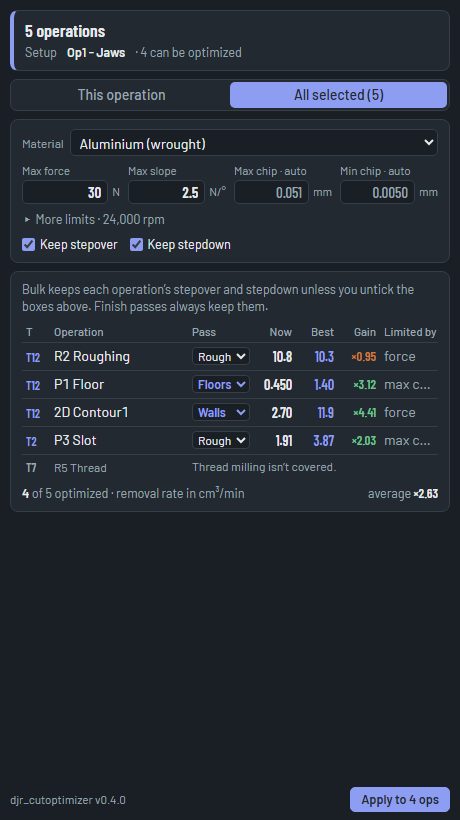 5 operations
Setup Op1 - Jaws · 4 can be optimized
This operation
All selected (5)
Material Aluminium (wrought)
Max force Max slope Max chip · auto Min chip · auto
30 N 2.5 N/° 0.051 mm 0.0050 mm
▸ More limits · 24,000 rpm
Keep stepover Keep stepdown
Bulk keeps each operation's stepover and stepdown unless you untick the
boxes above. Finish passes always keep them.
T Operation Pass Now Best Gain Limited by
T12 R2 Roughing Rough 10.8 10.3 ×0.95 force
T12 P1 Floor Floors 0.450 1.40 ×3.12 max c...
T12 2D Contour1 Walls 2.70 11.9 ×4.41 force
T2 P3 Slot Rough 1.91 3.87 ×2.03 max c...
T7 R5 Thread Thread milling isn't covered.
4 of 5 optimized · removal rate in cm³/min average ×2.63
djr_cutoptimizer v0.4.0
Apply to 4 ops